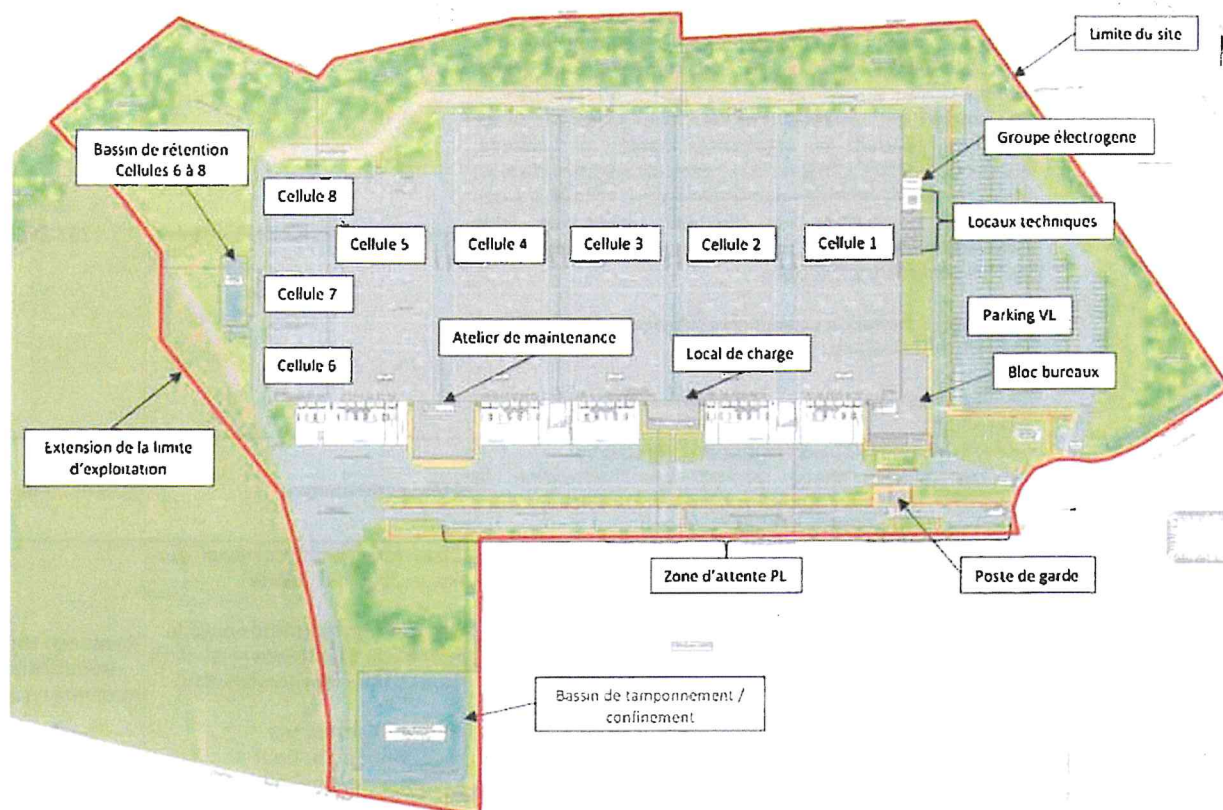 Limite du site
Bassin de rétention
Cellules 6 à 8
Groupe électrogene
Cellule 8
Locaux techniques
Cellule 5
Cellule 4
Cellule 3
Cellule 2
Cellule 1
Cellule 7
Parking VL
Atelier de maintenance
Local de charge
Cellule 6
Bloc bureaux
Extension de la limite
d'exploitation
Zone d'attente PL
Poste de garde
Bassin de tamponnement /
confinement